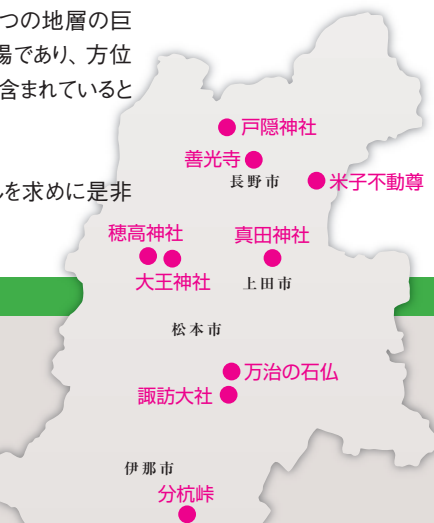 つの地層の巨
場であり、方位
含まれていると
ルを求めに是非
戸隠神社
善光寺
長野市
米子不動尊
穂高神社
真田神社
大王神社
上田市
松本市
万治の石仏
諏訪大社
伊那市
分杭峠